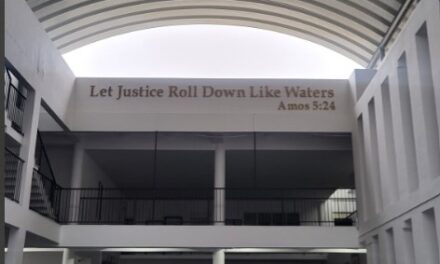 Let Justice Roll Down Like Waters
Amos 5:24